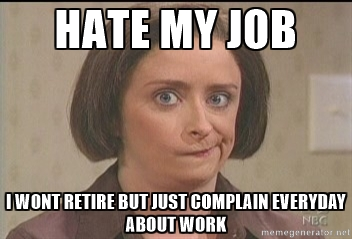 HATE MY JOB
I WONT RETIRE BUT JUST COMPLAIN EVERYDAY
ABOUT WORK
NBC
memegenerator.net